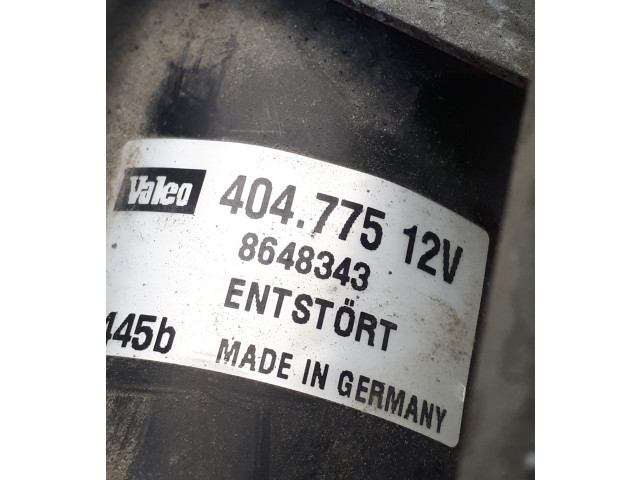 Valeo 404.775 12V
8648343
ENTSTÖRT
445b MADE IN GERMANY